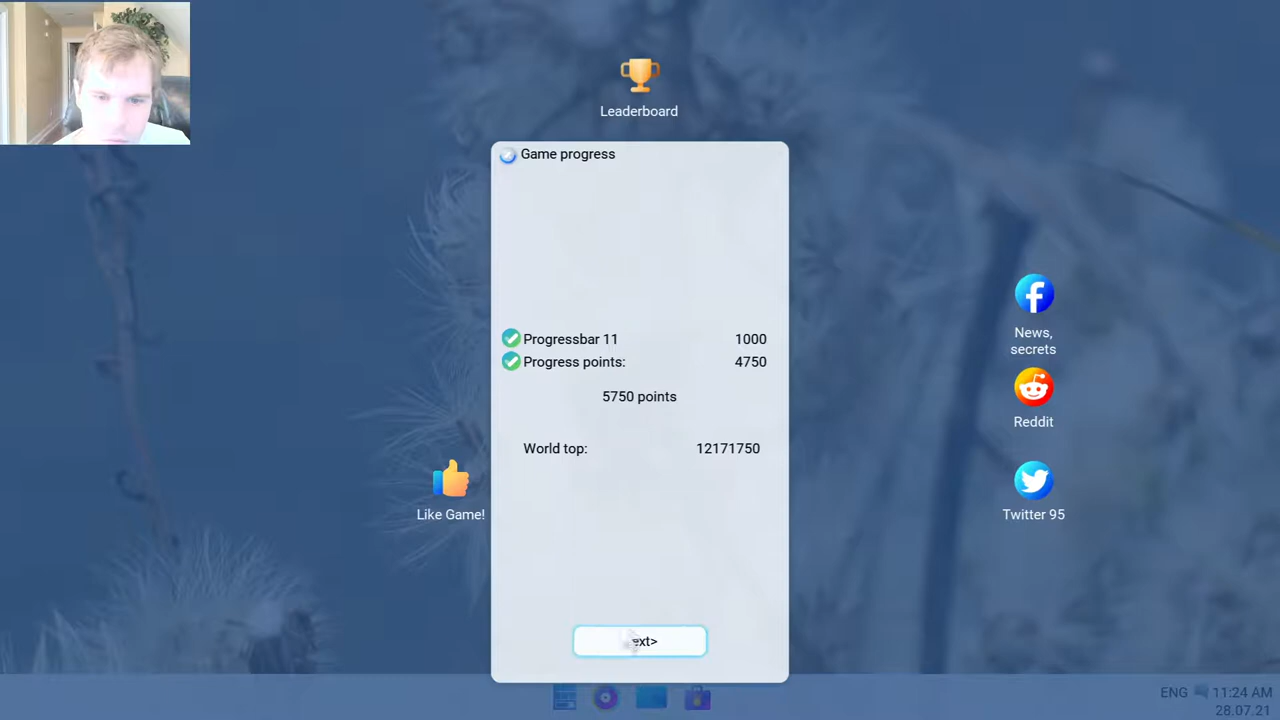 Leaderboard
Game progress
Progressbar 11 1000
Progress points: 4750
5750 points
World top: 12171750
ext>
Like Game!
News,
secrets
Reddit
Twitter 95
ENG 11:24 AM
28.07.21